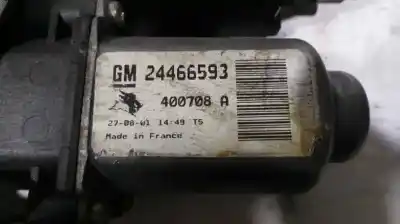 GM 24466593
400708 A
27-08-01 14:49 T5
Made in France